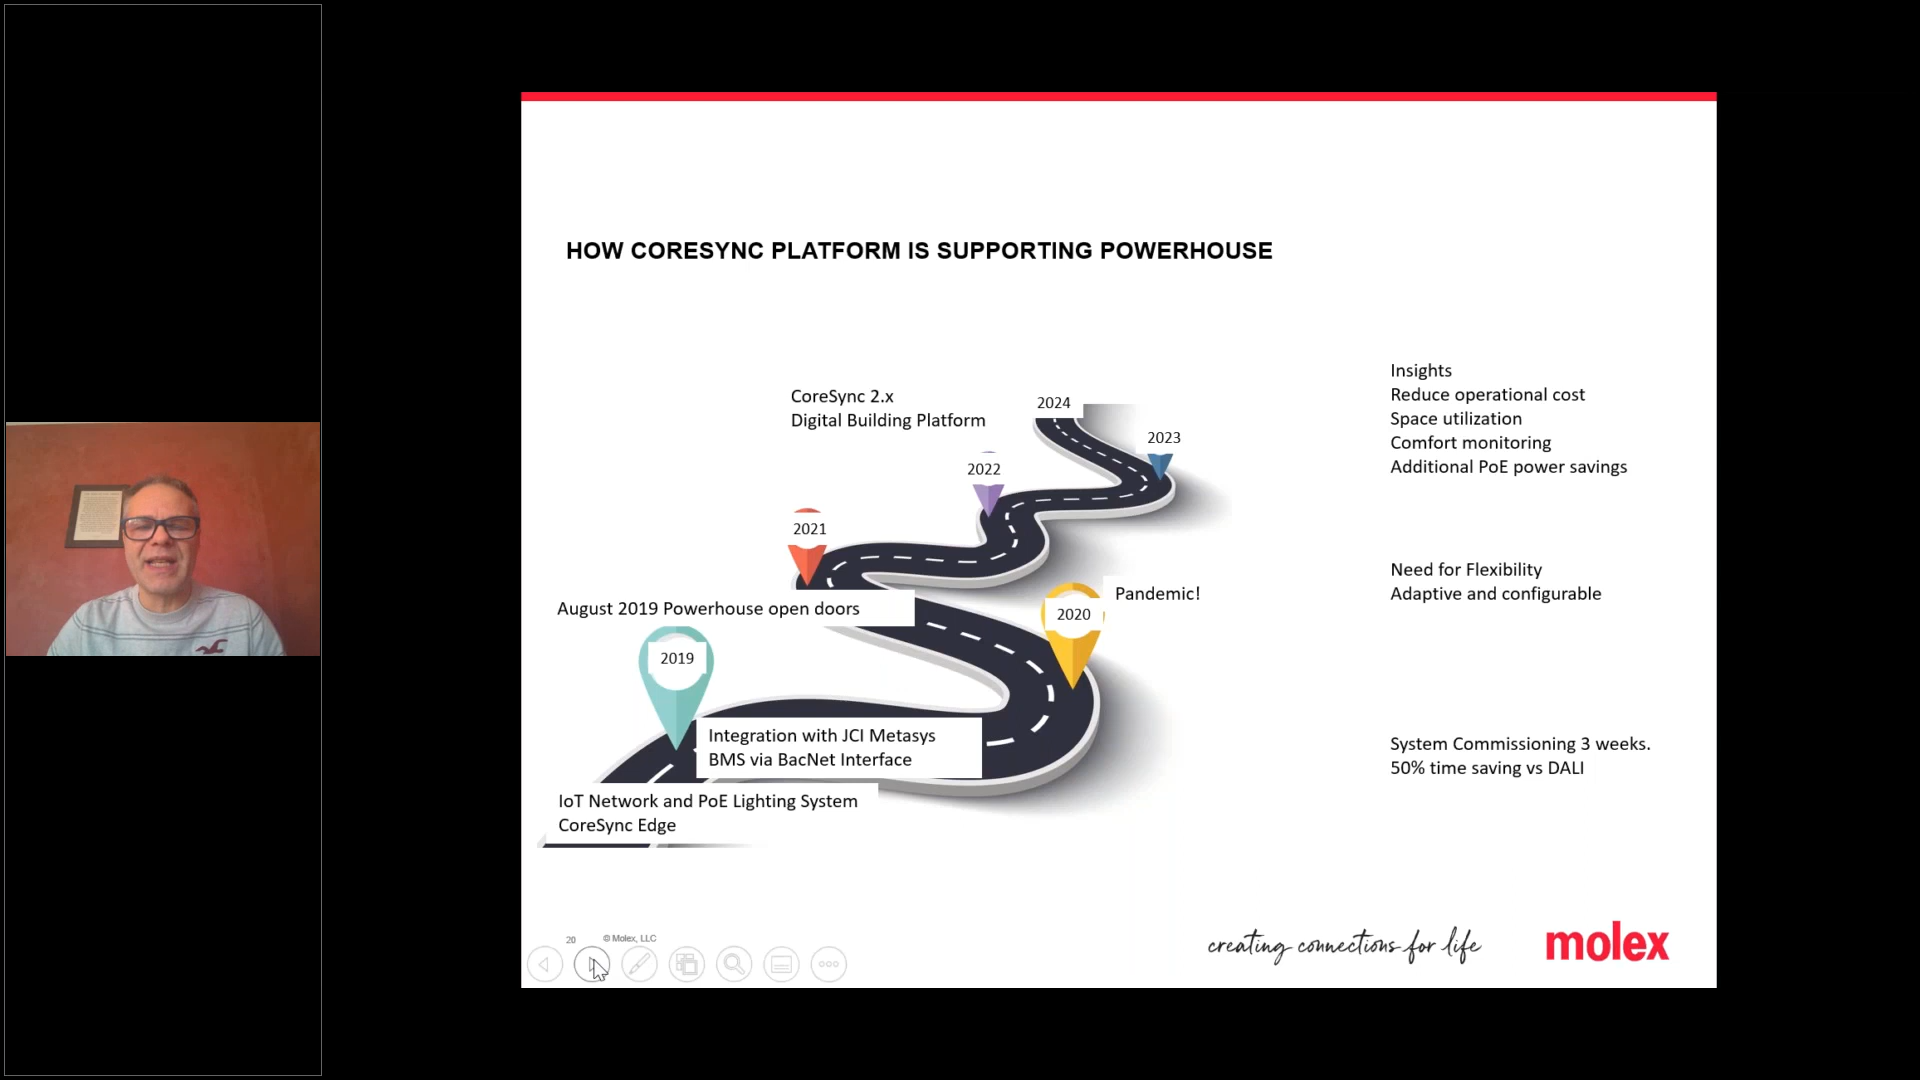 HOW CORESYNC PLATFORM IS SUPPORTING POWERHOUSE
CoreSync 2.x
Digital Building Platform
2024
2023
2022
2021
Insights
Reduce operational cost
Space utilization
Comfort monitoring
Additional PoE power savings
Need for Flexibility
Adaptive and configurable
Pandemic!
2020
August 2019 Powerhouse open doors
2019
Integration with JCI Metasys
BMS via BacNet Interface
IoT Network and PoE Lighting System
CoreSync Edge
System Commissioning 3 weeks.
50% time saving vs DALI
20
© Molex, LLC
creating connections for life
molex